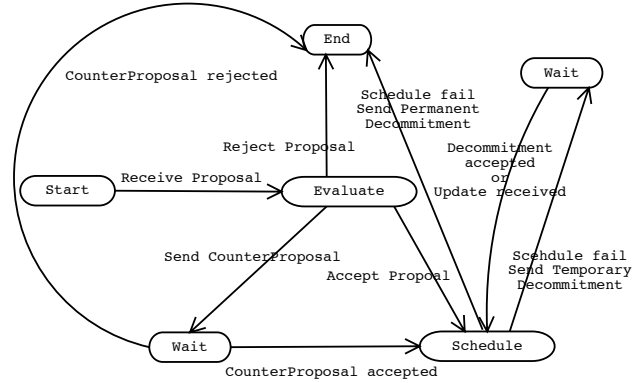 End
Wait
CounterProposal rejected
Schedule fail
Send Permanent
Decommitment
Reject Proposal
Decommitment
accepted
or
Update received
Receive Proposal
Start
Evaluate
Send CounterProposal
Accept Propoal
Scehdule fail
Send Temporary
Decommitment
Wait
Schedule
CounterProposal accepted